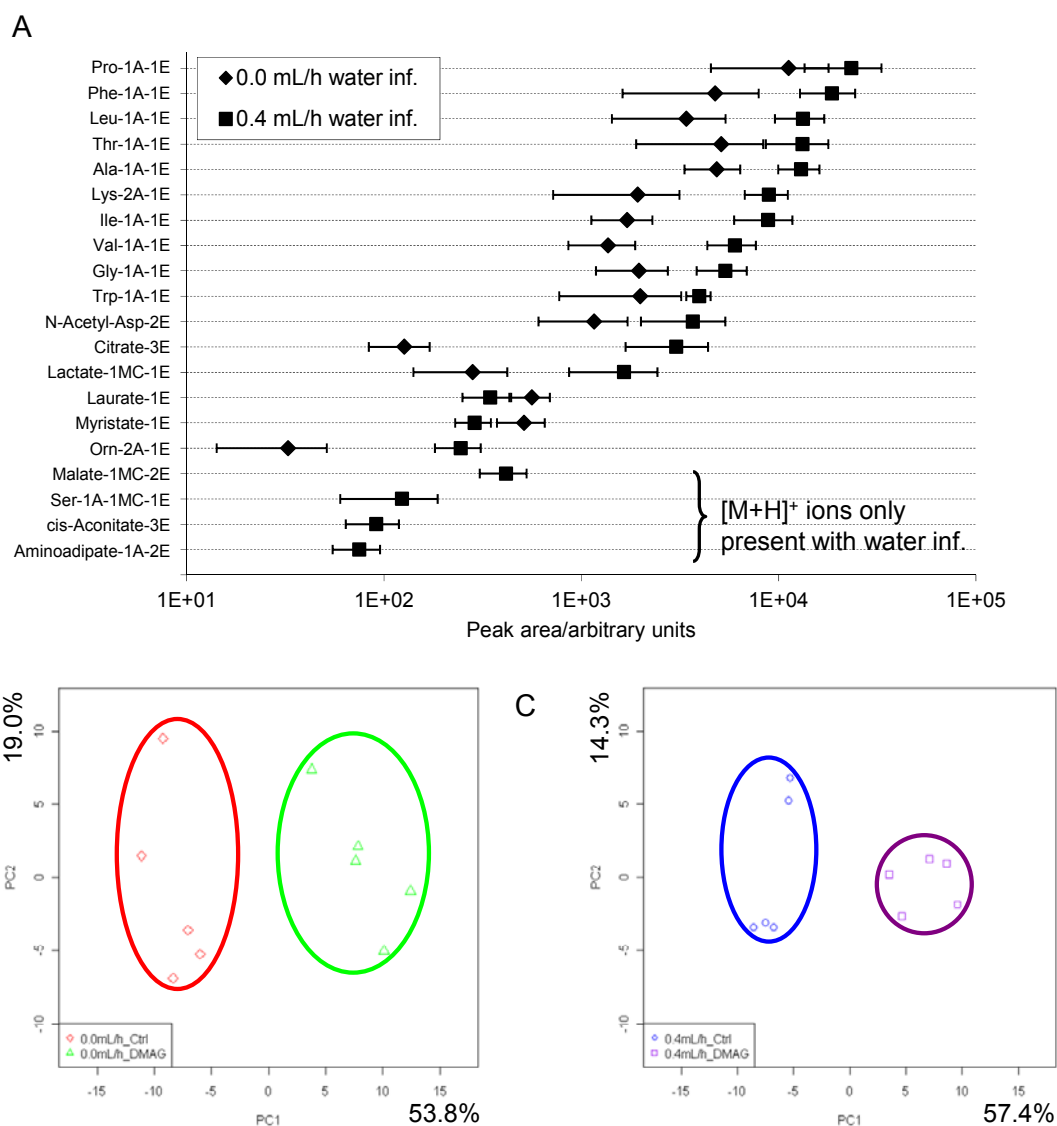 A
Pro-1A-1E
Phe-1A-1E
Leu-1A-1E
Thr-1A-1E
Ala-1A-1E
Lys-2A-1E
Ile-1A-1E
Val-1A-1E
Gly-1A-1E
Trp-1A-1E
N-Acetyl-Asp-2E
Citrate-3E
Lactate-1MC-1E
Laurate-1E
Myristate-1E
Orn-2A-1E
Malate-1MC-2E
Ser-1A-1MC-1E
cis-Aconitate-3E
Aminoadipate-1A-2E
0.0 mL/h water inf.
0.4 mL/h water inf.
[M+H]+ ions only
present with water inf.
1E+01 1E+02 1E+03 1E+04 1E+05
Peak area/arbitrary units
19.0%
PC2
10
5
0
-5
-10
0.0mL/h_Ctrl
0.0mL/h_DMAG
-15 -10 -5 0 5 10 15
PC1
53.8%
C
14.3%
PC2
10
5
0
-5
-10
0.4mL/h_Ctrl
0.4mL/h_DMAG
-15 -10 -5 0 5 10 15
PC1
57.4%